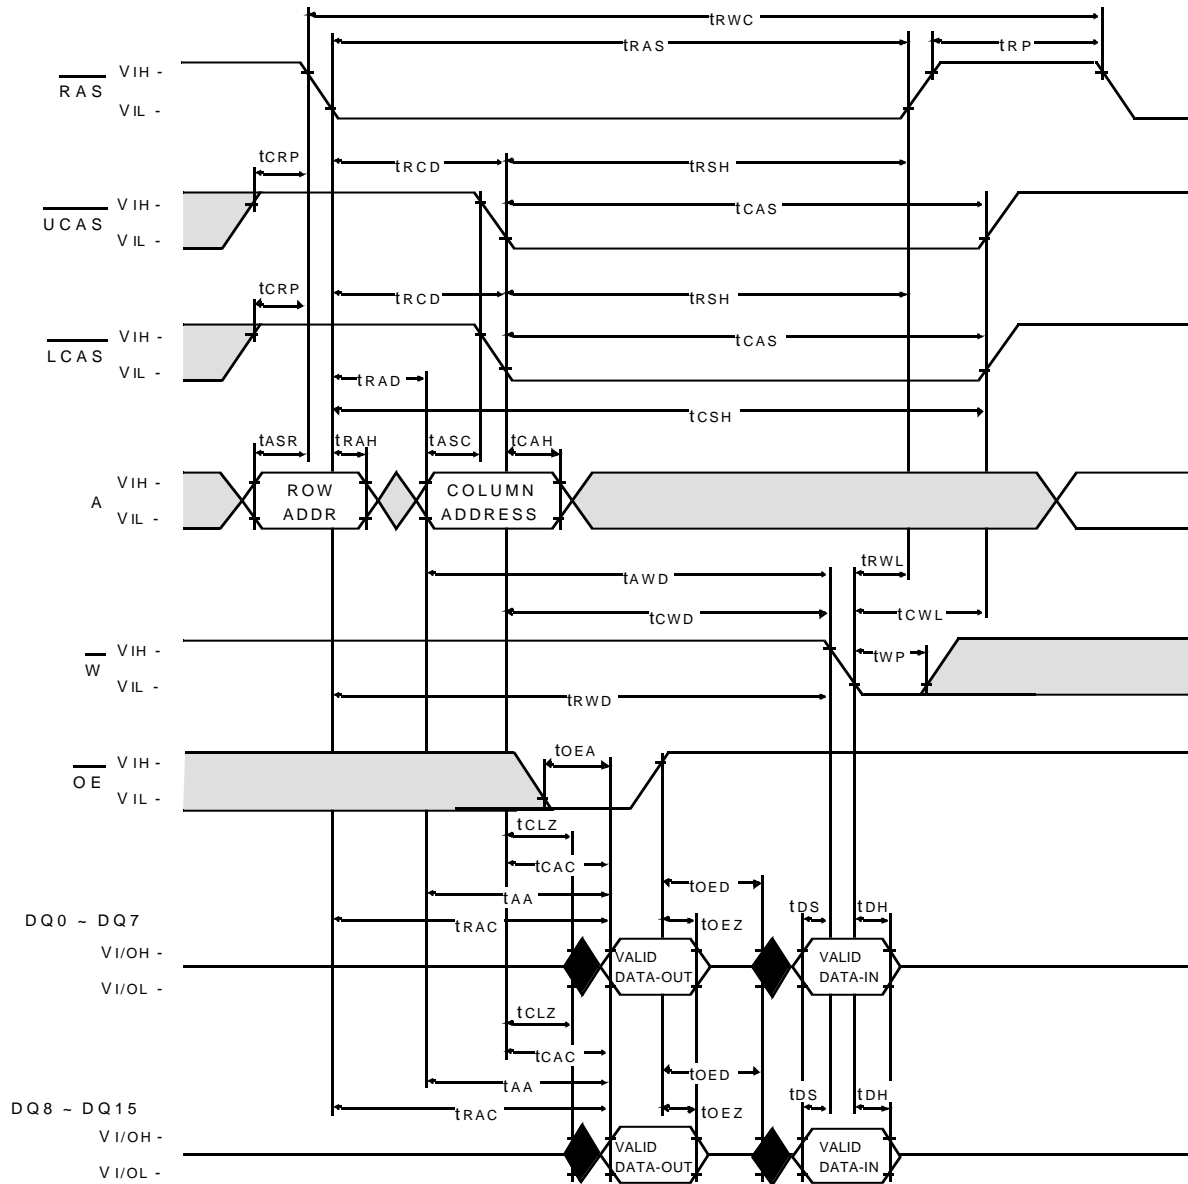 tRWC
tRAS
tRP
RAS
VIH -
VIL -
tCRP
tRCD
tRSH
UCAS
VIH -
VIL -
tCAS
tCRP
tRCD
tRSH
LCAS
VIH -
VIL -
tCAS
tRAD
tCSH
tASR
tRAH
tASC
tCAH
A
VIH -
VIL -
ROW
ADDR
COLUMN
ADDRESS
tAWD
tRWL
tCWD
tCWL
W
VIH -
VIL -
tWP
tRWD
OE
VIH -
VIL -
tOEA
tCLZ
tCAC
tOED
tAA
tDS
tDH
DQ0 ~ DQ7
tRAC
tOEZ
VI/OH -
VI/OL -
VALID
DATA-OUT
VALID
DATA-IN
tCLZ
tCAC
tOED
tAA
tDS
tDH
DQ8 ~ DQ15
tRAC
tOEZ
VI/OH -
VI/OL -
VALID
DATA-OUT
VALID
DATA-IN